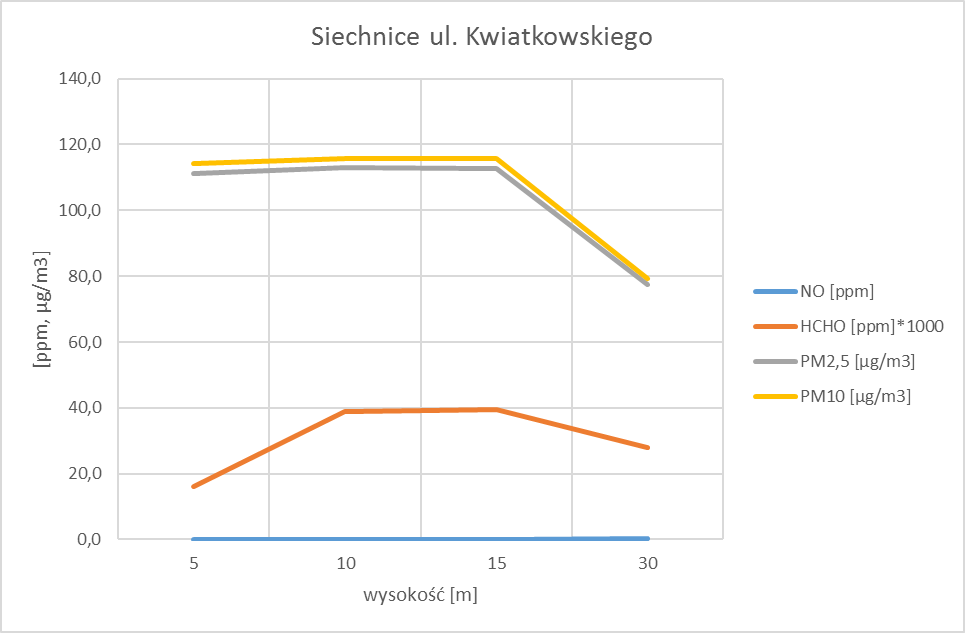 Siechnice ul. Kwiatkowskiego
140,0
120,0
100,0
80,0
60,0
40,0
20,0
0,0
[ppm, µg/m3]
5 10 15 30
wysokość [m]
NO [ppm]
HCHO [ppm]*1000
PM2,5 [µg/m3]
PM10 [µg/m3]